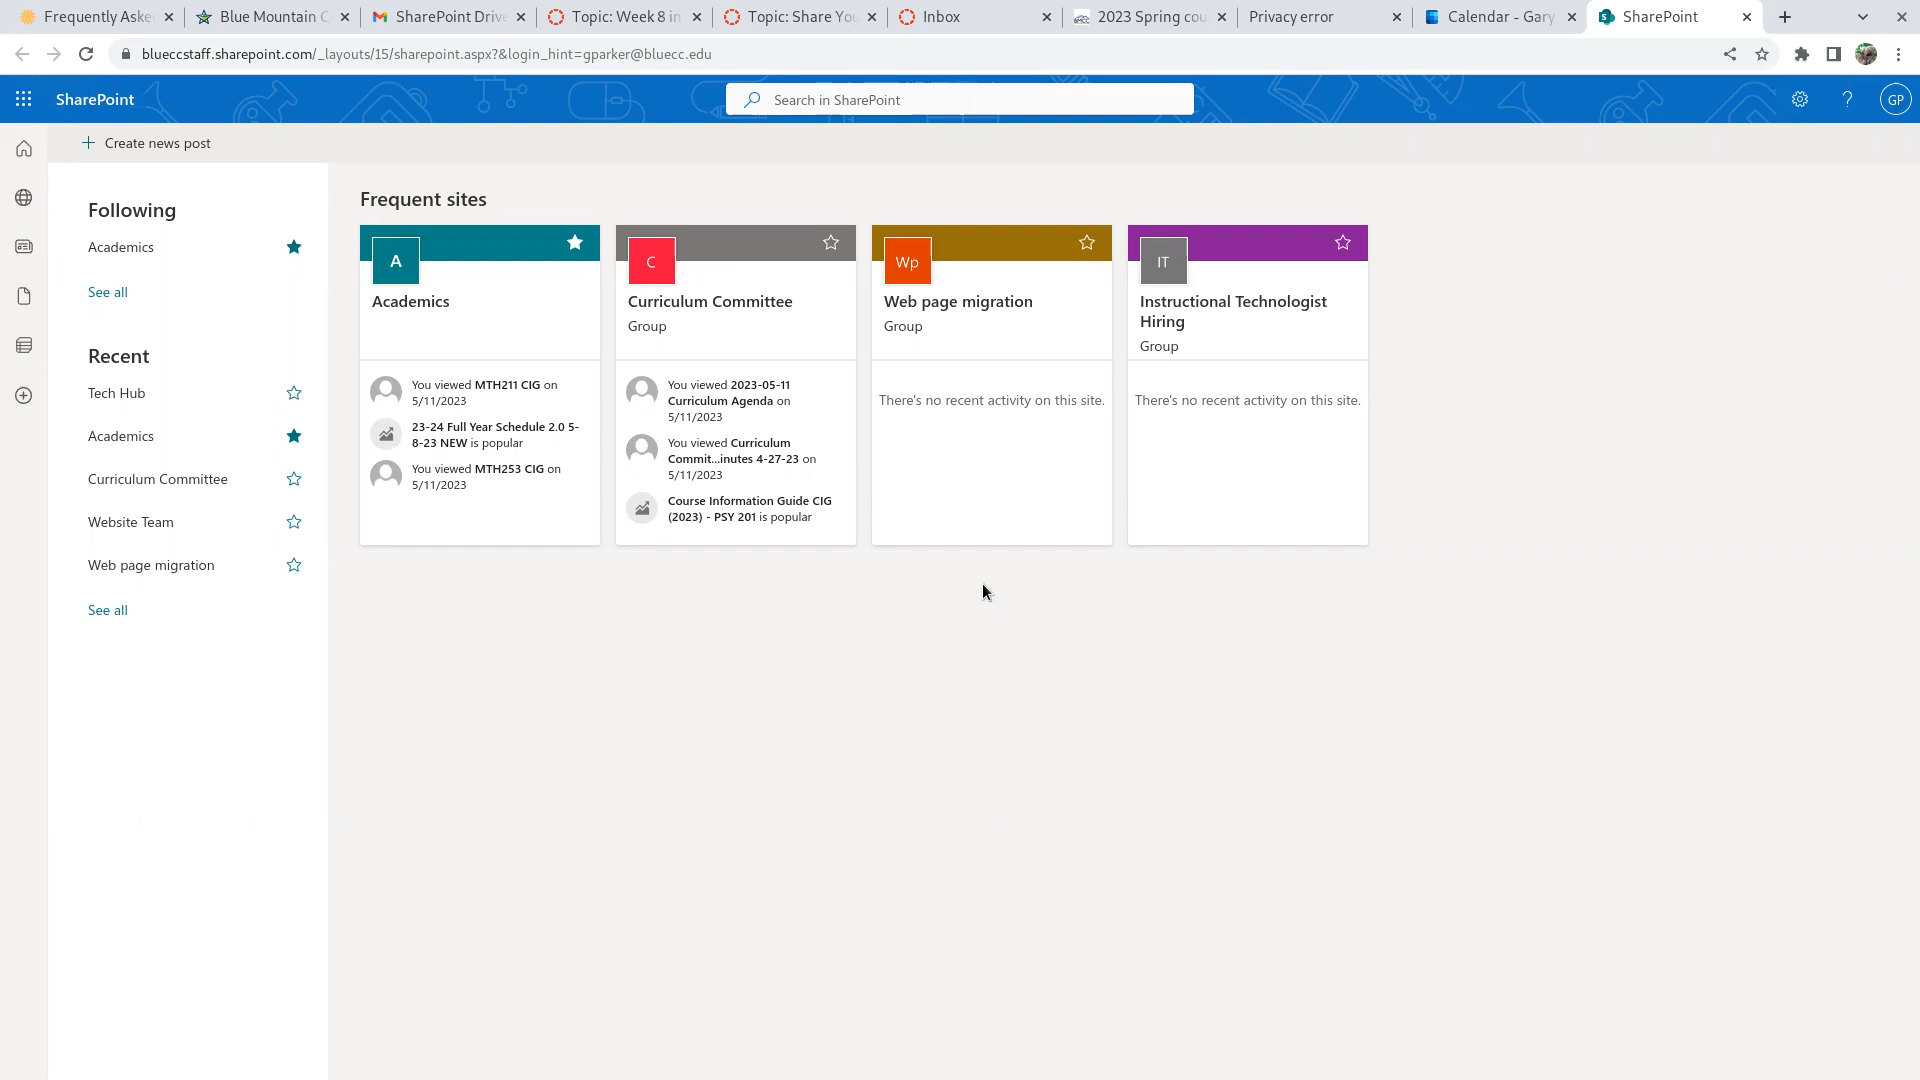 Frequently Aske
Blue Mountain C
SharePoint Drive
Topic: Week 8 in
Topic: Share You
Inbox
2023 Spring cou
Privacy error
Calendar - Gary
SharePoint
blueccstaff.sharepoint.com/_layouts/15/sharepoint.aspx?&login_hint=gparker@bluecc.edu
SharePoint
Search in SharePoint
?
GP
Create news post
Following
Academics
See all
Recent
Tech Hub
Academics
Curriculum Committee
Website Team
Web page migration
See all
Frequent sites
A
Academics
You viewed MTH211 CIG on
5/11/2023
23-24 Full Year Schedule 2.0 5-
8-23 NEW is popular
You viewed MTH253 CIG on
5/11/2023
C
Curriculum Committee
Group
You viewed 2023-05-11
Curriculum Agenda on
5/11/2023
You viewed Curriculum
Commit...inutes 4-27-23 on
5/11/2023
Course Information Guide CIG
(2023) - PSY 201 is popular
Wp
Web page migration
Group
There's no recent activity on this site.
IT
Instructional Technologist
Hiring
Group
There's no recent activity on this site.